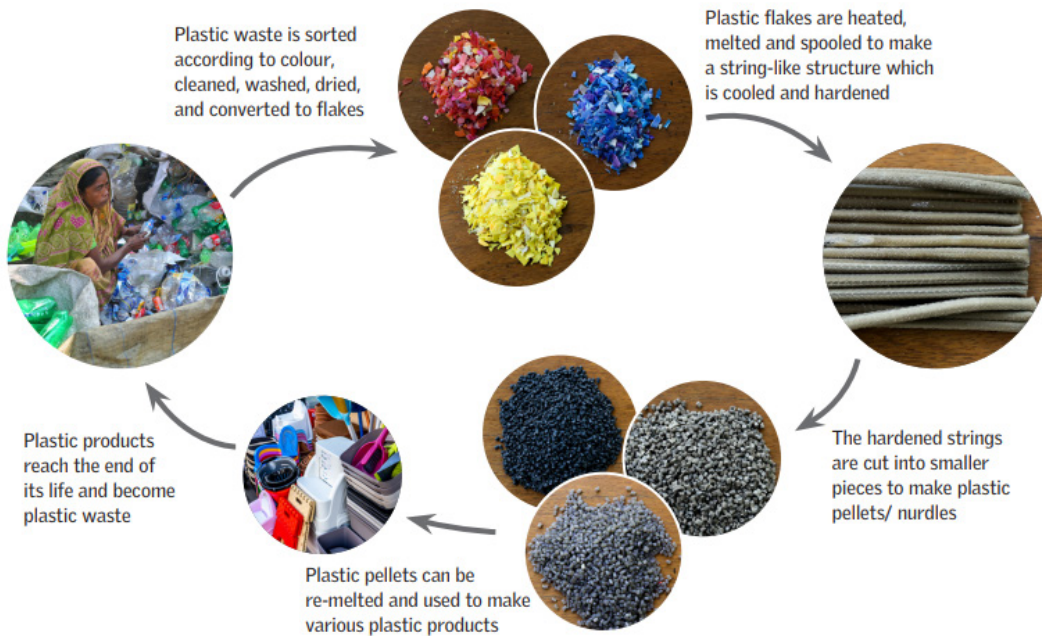 Plastic waste is sorted
according to colour,
cleaned, washed, dried,
and converted to flakes
Plastic flakes are heated,
melted and spooled to make
a string-like structure which
is cooled and hardened
The hardened strings
are cut into smaller
pieces to make plastic
pellets/ nurdles
Plastic pellets can be
re-melted and used to make
various plastic products
Plastic products
reach the end of
its life and become
plastic waste